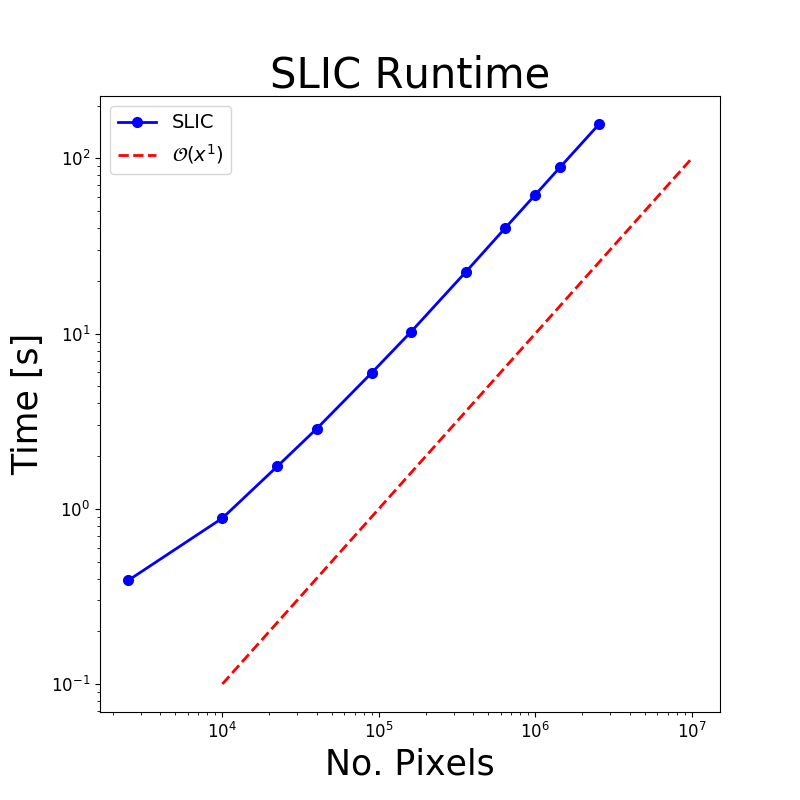 SLIC Runtime
SLIC
𝒪(x¹)
Time [s]
10²
10¹
10⁰
10⁻¹
10⁴ 10⁵ 10⁶ 10⁷
No. Pixels